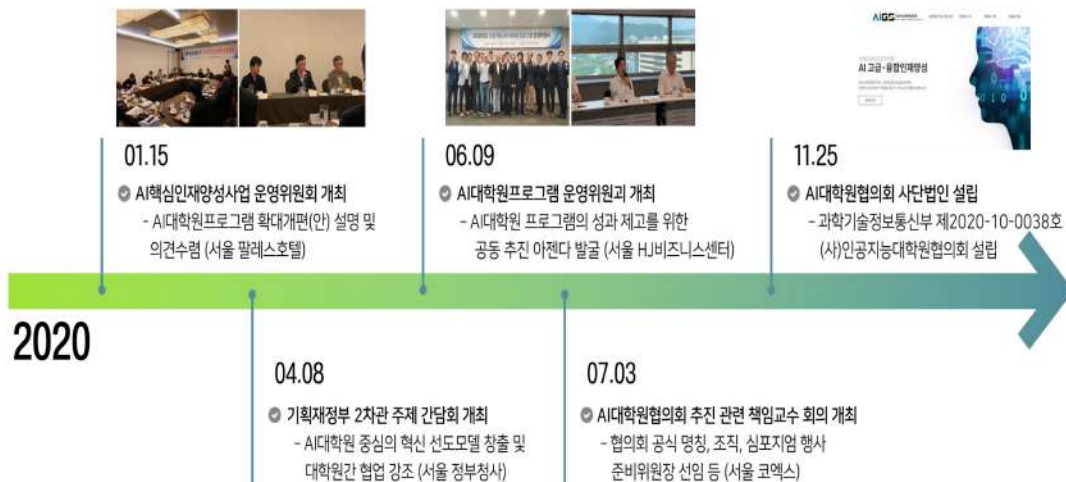 AIGS
AI 고급·융합인재양성
01.15
AI핵심인재양성사업 운영위원회 개최
- AI대학원프로그램 확대개편(안) 설명 및
의견수렴 (서울 팔레스호텔)
06.09
AI대학원프로그램 운영위원괴 개최
- AI대학원 프로그램의 성과 제고를 위한
공동 추진 아젠다 발굴 (서울 HJ비즈니스센터)
11.25
AI대학원협의회 사단법인 설립
- 과학기술정보통신부 제2020-10-0038호
(사)인공지능대학원협의회 설립
2020
04.08
기획재정부 2차관 주제 간담회 개최
- AI대학원 중심의 혁신 선도모델 창출 및
대학원간 협업 강조 (서울 정부청사)
07.03
AI대학원협의회 추진 관련 책임교수 회의 개최
- 협의회 공식 명칭, 조직, 심포지엄 행사
준비위원장 선임 등 (서울 코엑스)